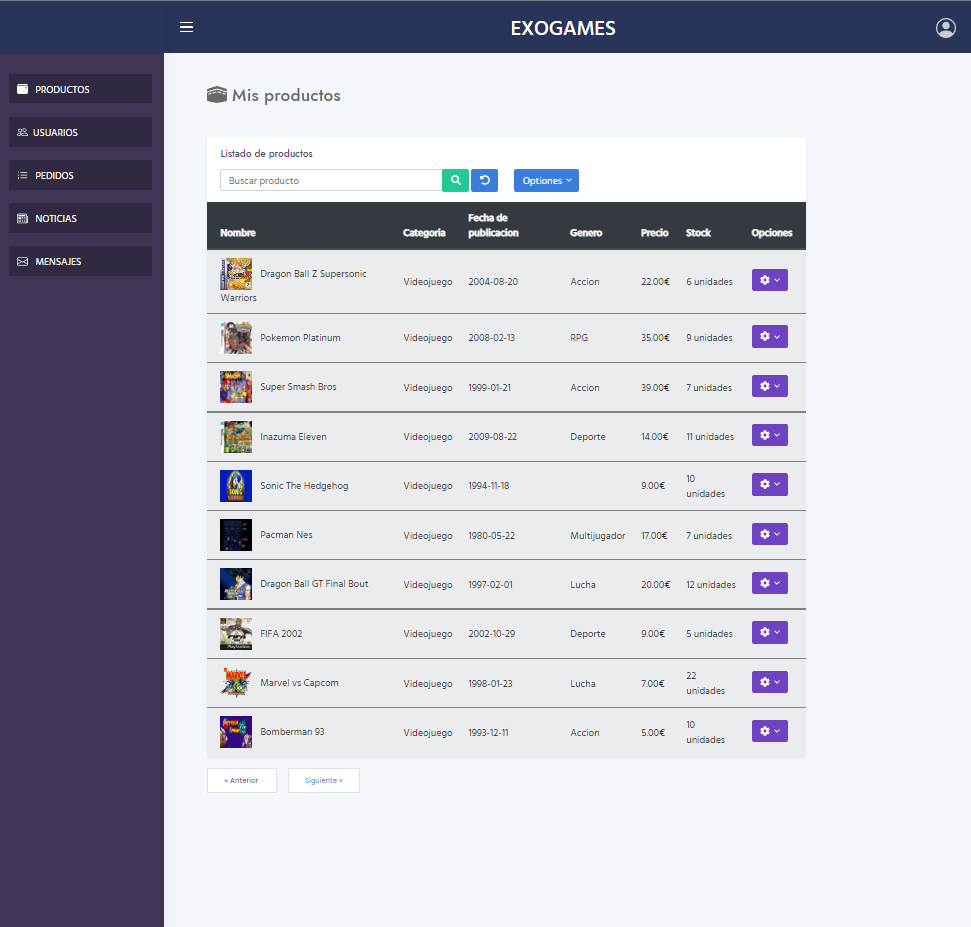 EXOGAMES
PRODUCTOS
USUARIOS
PEDIDOS
NOTICIAS
MENSAJES
Mis productos
Listado de productos
Buscar producto
Optiones
Nombre Categoria Fecha de publicacion Genero Precio Stock Opciones
Dragon Ball Z Supersonic Warriors Videojuego 2004-08-20 Accion 22.00€ 6 unidades
Pokemon Platinum Videojuego 2008-02-13 RPG 35.00€ 9 unidades
Super Smash Bros Videojuego 1999-01-21 Accion 39.00€ 7 unidades
Inazuma Eleven Videojuego 2009-08-22 Deporte 14.00€ 11 unidades
Sonic The Hedgehog Videojuego 1994-11-18 9.00€ 10 unidades
Pacman Nes Videojuego 1980-05-22 Multijugador 17.00€ 7 unidades
Dragon Ball GT Final Bout Videojuego 1997-02-01 Lucha 20.00€ 12 unidades
FIFA 2002 Videojuego 2002-10-29 Deporte 9.00€ 5 unidades
Marvel vs Capcom Videojuego 1998-01-23 Lucha 7.00€ 22 unidades
Bomberman 93 Videojuego 1993-12-11 Accion 5.00€ 10 unidades
« Anterior
Siguiente »